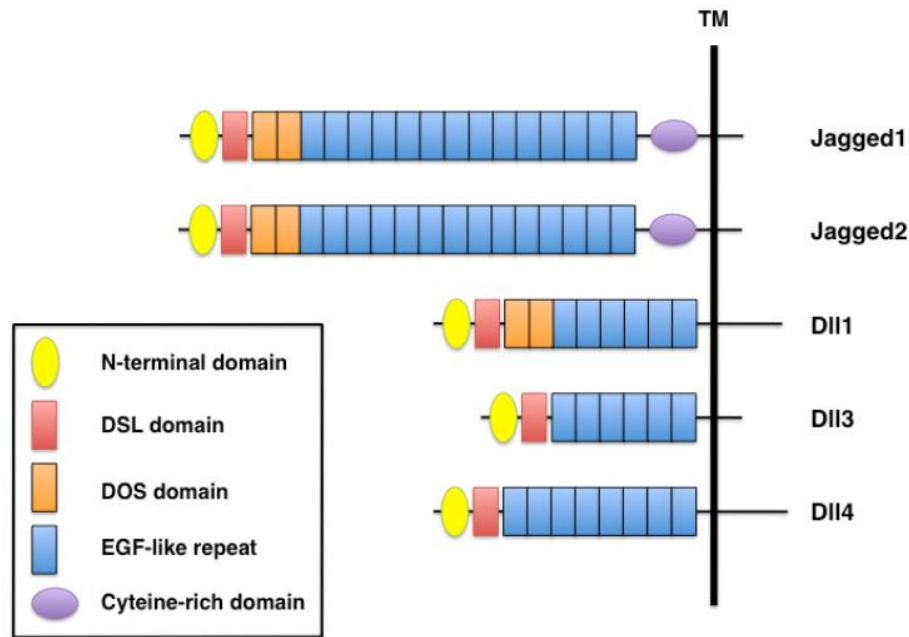 TM
Jagged1
Jagged2
Dll1
Dll3
Dll4
N-terminal domain
DSL domain
DOS domain
EGF-like repeat
Cyteine-rich domain